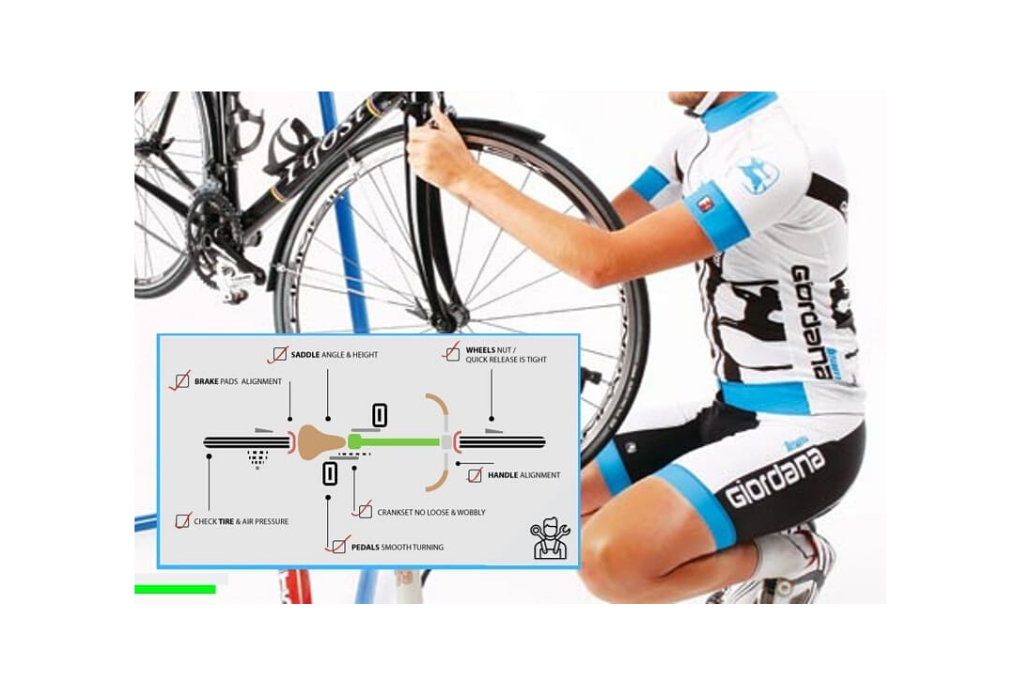 Giordana
Giordana
SADDLE ANGLE & HEIGHT
WHEELS NUT /
QUICK RELEASE IS TIGHT
BRAKE PADS ALIGNMENT
HANDLE ALIGNMENT
CRANKSET NO LOOSE & WOBBLY
CHECK TIRE & AIR PRESSURE
PEDALS SMOOTH TURNING